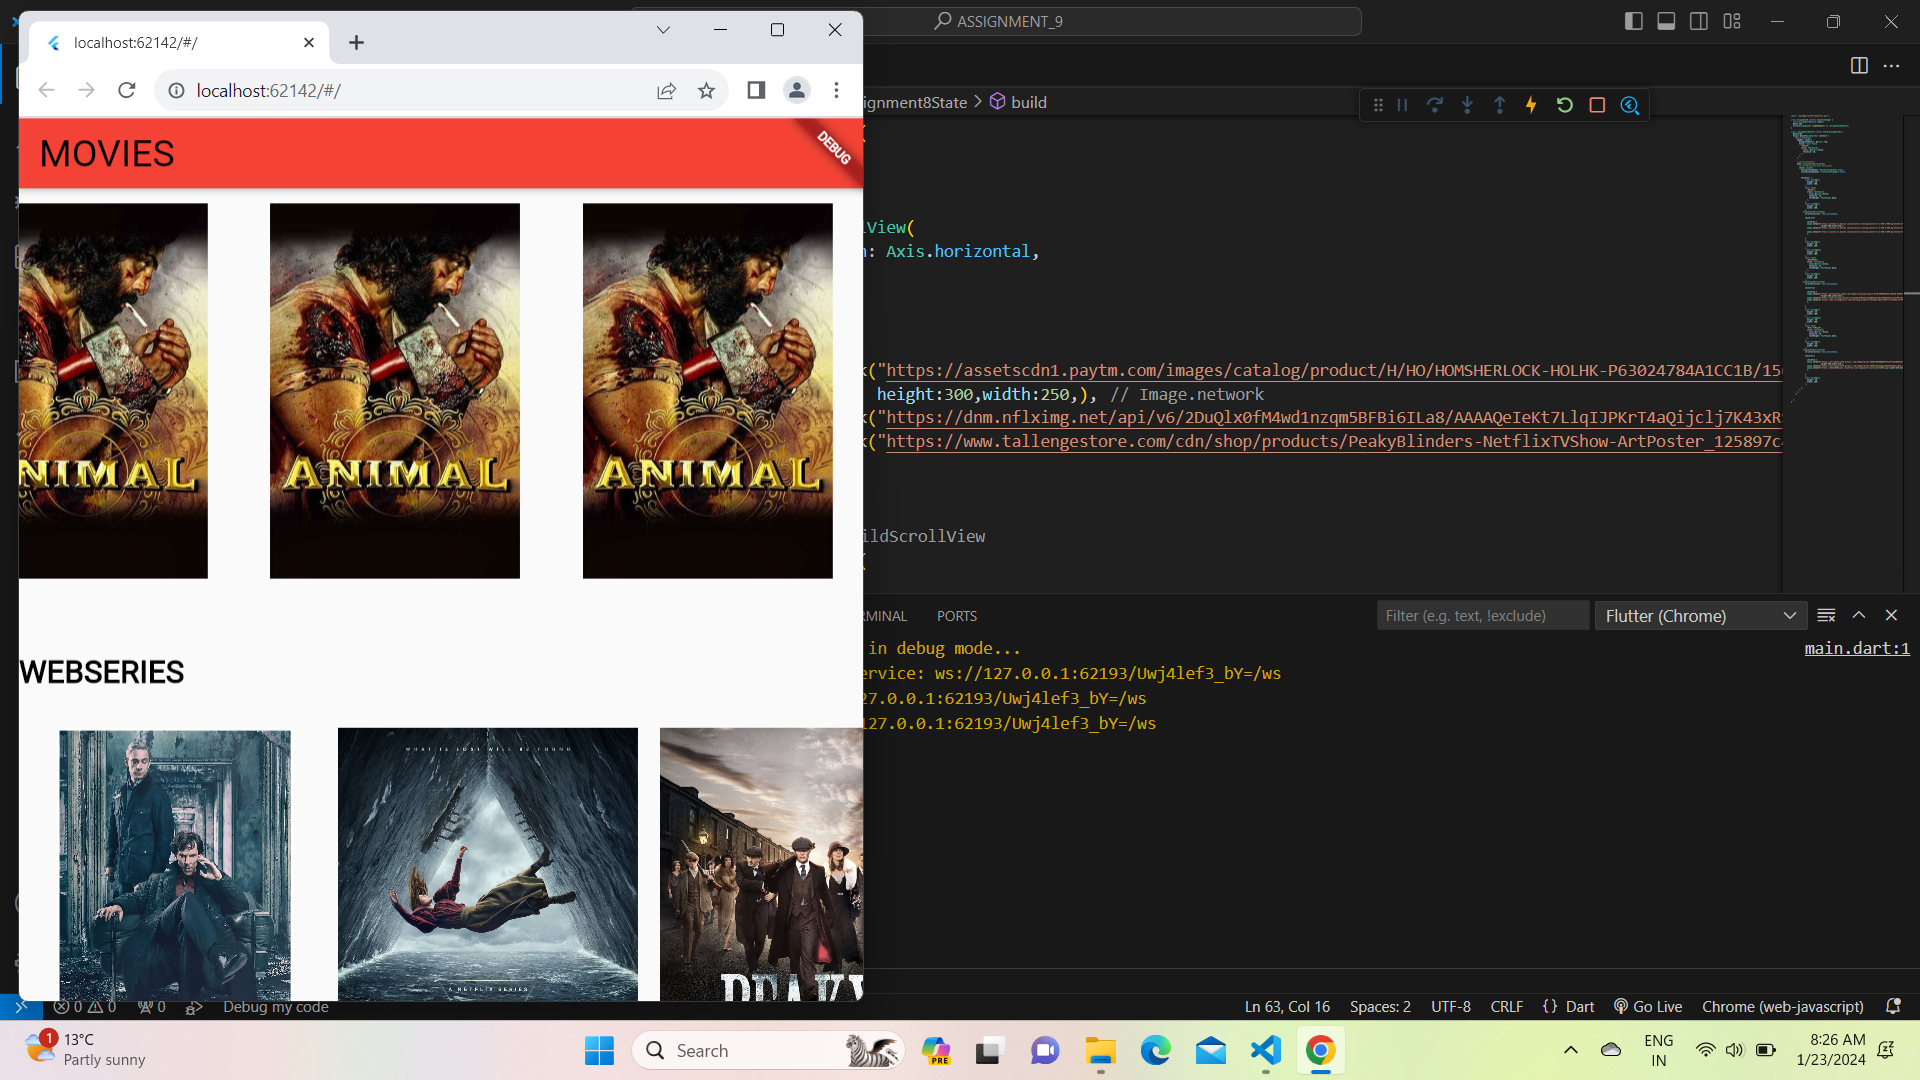 ASSIGNMENT_9
localhost:62142/#/
localhost:62142/#/
ignment8State > build
MOVIES
DEBUG
View(
: Axis.horizontal,
NIMAL
ANIMAL
ANIMAL
("https://assetscdn1.paytm.com/images/catalog/product/H/HO/HOMSHERLOCK-HOLHK-P63024784A1CC1B/15
height:300,width:250,), // Image.network
("https://dnm.nflximg.net/api/v6/2DuQlx0fM4wd1nzqm5BFBi6ILa8/AAAAQeIeKt7LlqIJPKrT4aQijclj7K43xR
("https://www.tallengestore.com/cdn/shop/products/PeakyBlinders-NetflixTVShow-ArtPoster_125897c
ildScrollView
RMINAL
PORTS
Filter (e.g. text, !exclude)
Flutter (Chrome)
in debug mode...
main.dart:1
ervice: ws://127.0.0.1:62193/Uwj4lef3_bY=/ws
27.0.0.1:62193/Uwj4lef3_bY=/ws
127.0.0.1:62193/Uwj4lef3_bY=/ws
WEBSERIES
WHAT IS LOST WILL BE FOUND
A NETFLIX SERIES
PEAKY
0 0
0
Debug my code
Ln 63, Col 16
Spaces: 2
UTF-8
CRLF
{} Dart
Go Live
Chrome (web-javascript)
1
13°C
Partly sunny
Search
PRE
ENG
IN
8:26 AM
1/23/2024